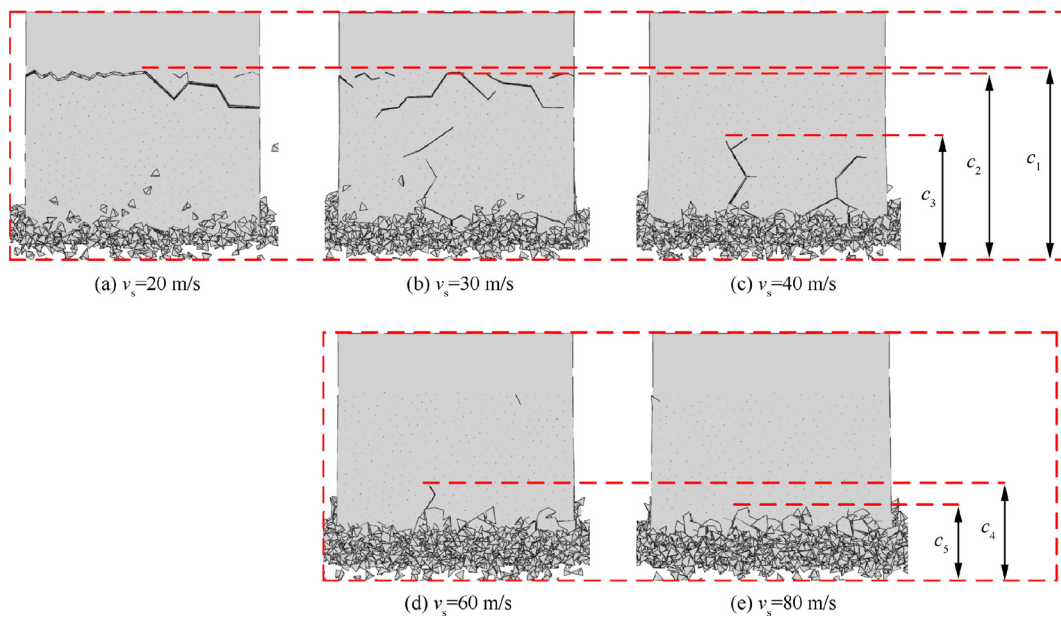 c₃
c₂
c₁
(a) vₛ=20 m/s
(b) vₛ=30 m/s
(c) vₛ=40 m/s
c₅
c₄
(d) vₛ=60 m/s
(e) vₛ=80 m/s